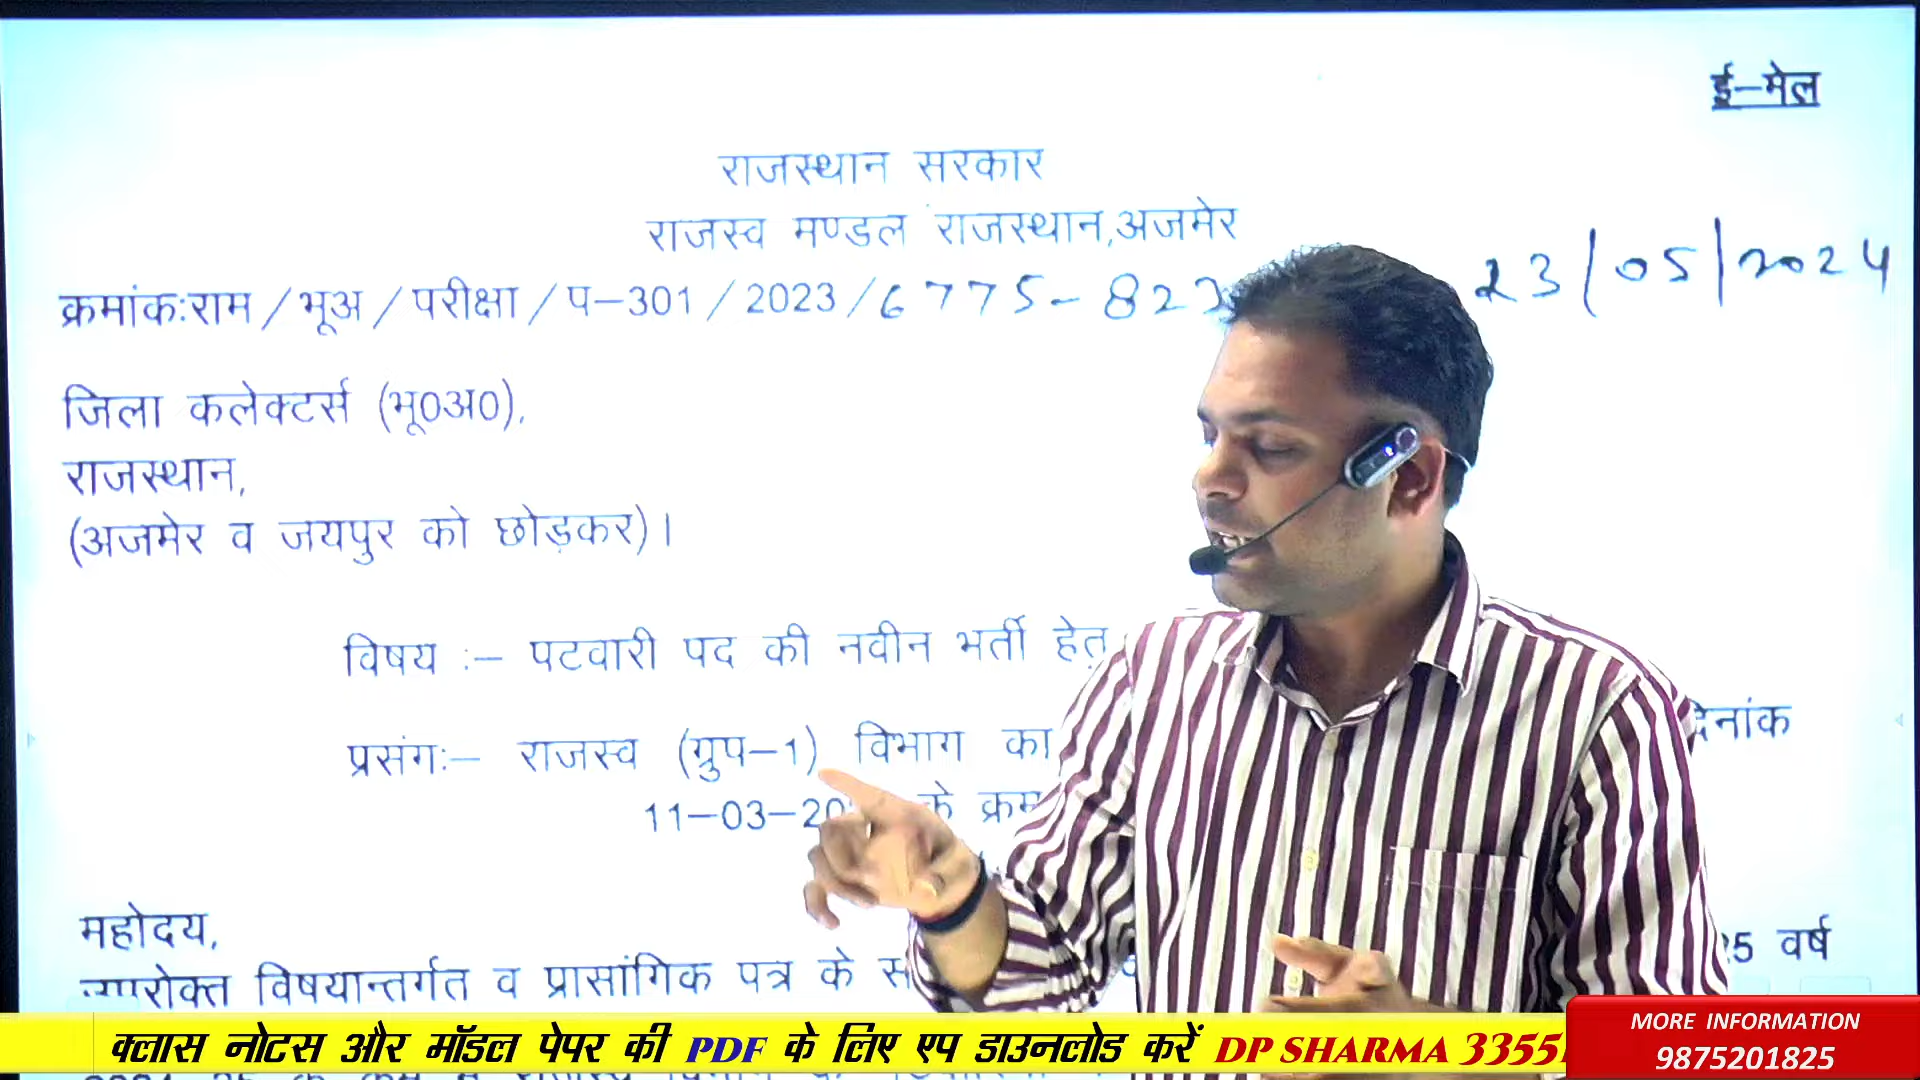 ई–मेल
राजस्थान सरकार
राजस्व मण्डल राजस्थान,अजमेर
क्रमांक:राम / भूअ / परीक्षा / प–301 / 2023 / 6775-822 23/05/2024
जिला कलेक्टर्स (भू0अ0),
राजस्थान,
(अजमेर व जयपुर को छोड़कर)।
विषय :– पटवारी पद की नवीन भर्ती
प्रसंग:– राजस्व (ग्रुप–1) विभाग का
11–03–20 के
महोदय,
विषयान्तर्गत व प्रासांगिक पत्र के वर्ष
क्लास नोटस और मॉडल पेपर की PDF के लिए एप डाउनलोड करें DP SHARMA 3355
MORE INFORMATION
9875201825